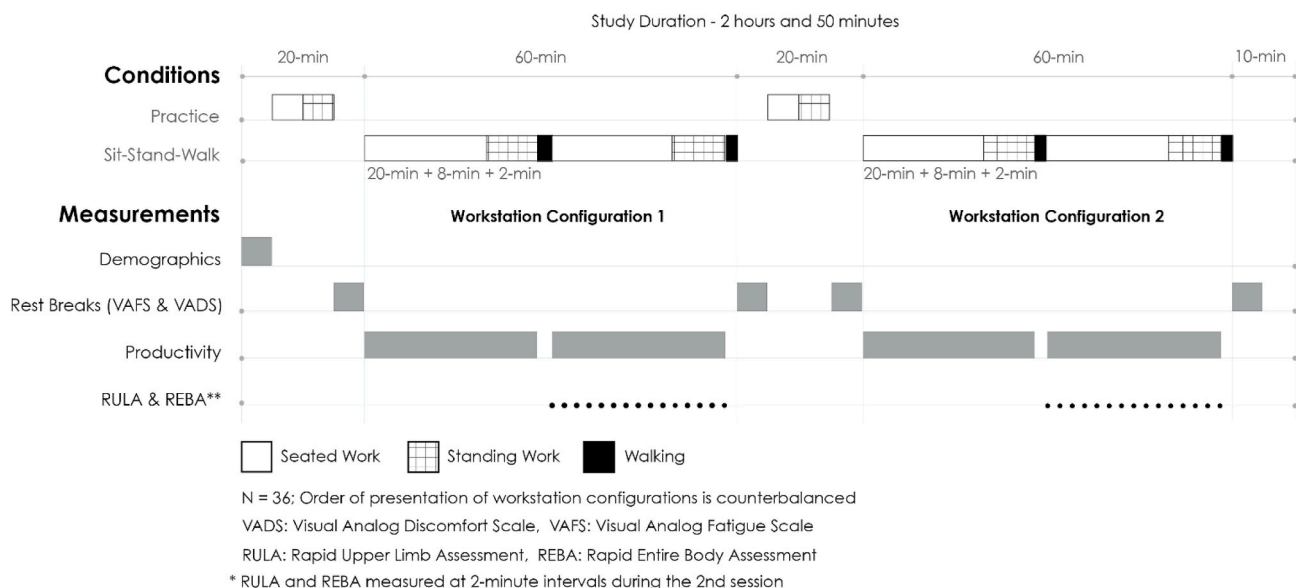 Study Duration - 2 hours and 50 minutes
20-min 60-min 20-min 60-min 10-min
Conditions
Practice
Sit-Stand-Walk
20-min + 8-min + 2-min 20-min + 8-min + 2-min
Measurements Workstation Configuration 1 Workstation Configuration 2
Demographics
Rest Breaks (VAFS & VADS)
Productivity
RULA & REBA**
Seated Work Standing Work Walking
N = 36; Order of presentation of workstation configurations is counterbalanced
VADS: Visual Analog Discomfort Scale, VAFS: Visual Analog Fatigue Scale
RULA: Rapid Upper Limb Assessment, REBA: Rapid Entire Body Assessment
* RULA and REBA measured at 2-minute intervals during the 2nd session